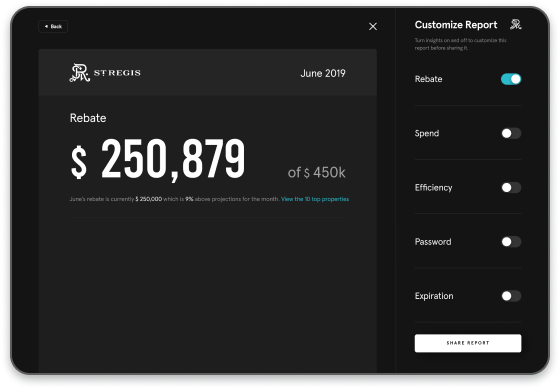 Back
STREGIS
June 2019
Rebate
$ 250,879
of $ 450k
June's rebate is currently $ 250,000 which is 9% above projections for the month. View the 10 top properties
Customize Report
Turn insights on and off to customize this
report before sharing it.
Rebate
Spend
Efficiency
Password
Expiration
SHARE REPORT